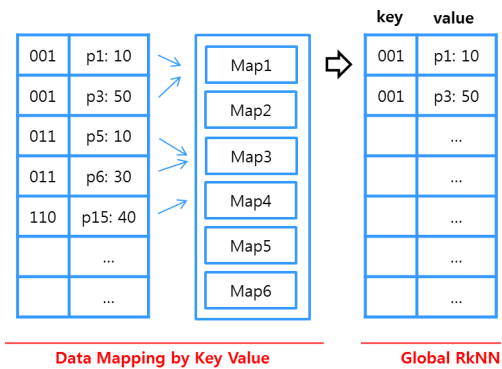 key value
001 p1: 10
001 p3: 50
011 p5: 10
011 p6: 30
110 p15: 40
...
...
Map1
Map2
Map3
Map4
Map5
Map6
001 p1: 10
001 p3: 50
...
...
...
...
Data Mapping by Key Value
Global RkNN